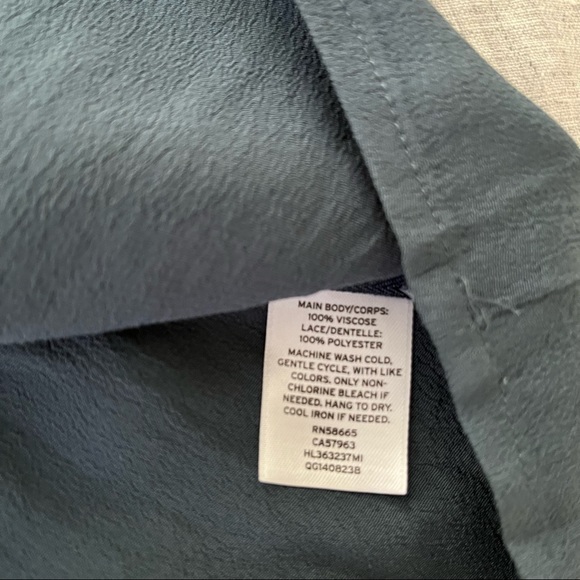 MAIN BODY/CORPS:
100% VISCOSE
LACE/DENTELLE:
100% POLYESTER
MACHINE WASH COLD,
GENTLE CYCLE, WITH LIKE
COLORS. ONLY NON-
CHLORINE BLEACH IF
NEEDED. HANG TO DRY.
COOL IRON IF NEEDED.
RN58665
CA57963
HL363237MI
QG140823B